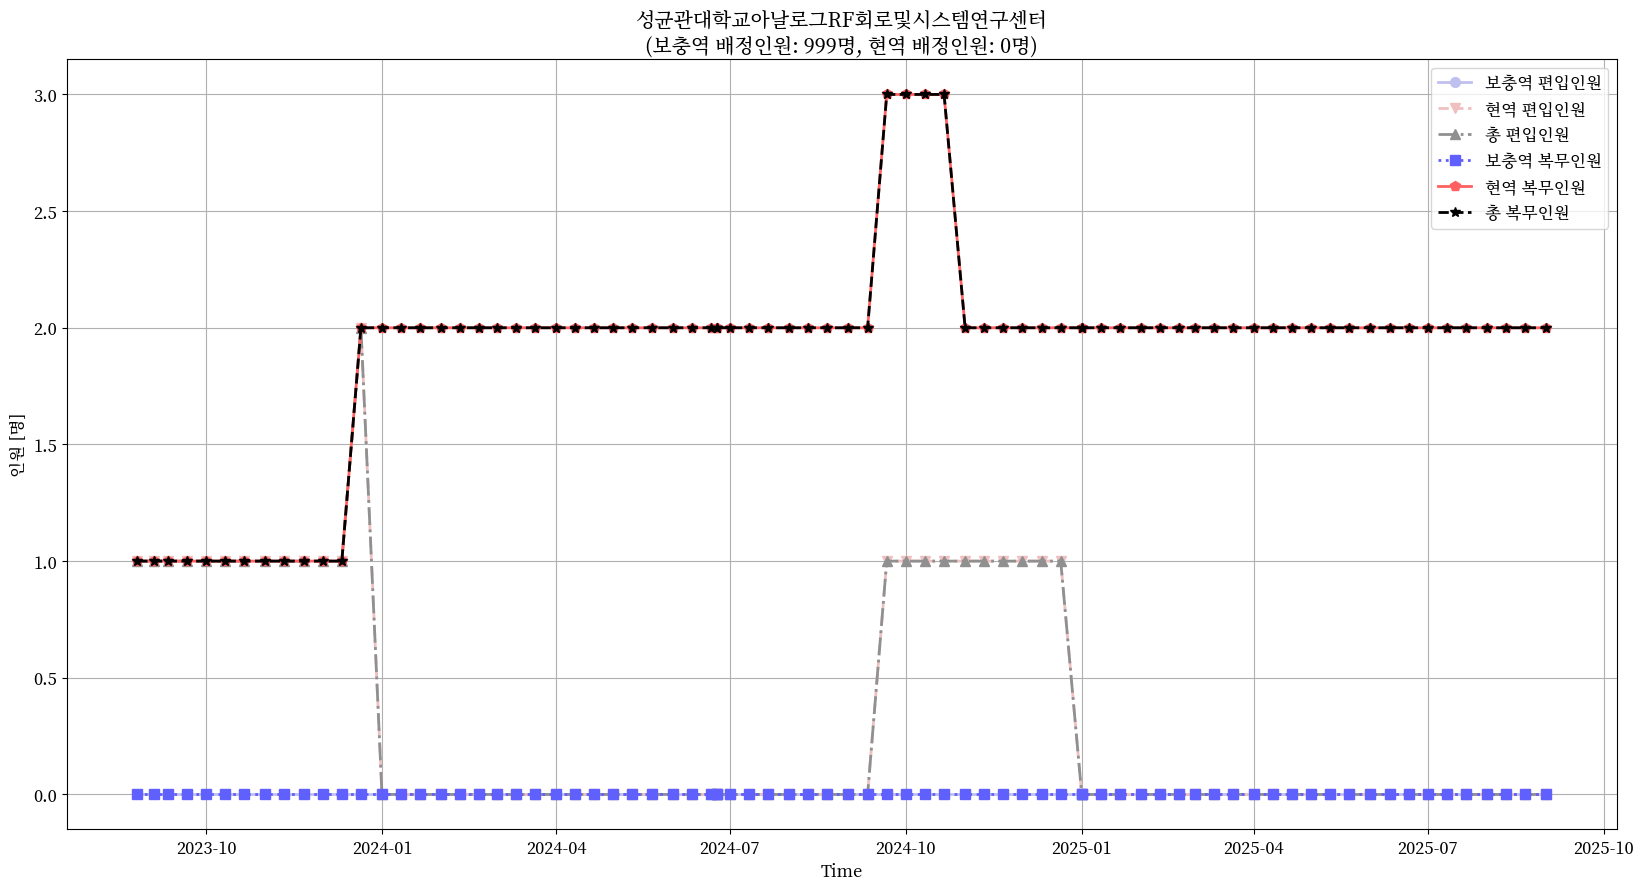 성균관대학교아날로그RF회로및시스템연구센터
(보충역 배정인원: 999명, 현역 배정인원: 0명)
보충역 편입인원
현역 편입인원
총 편입인원
보충역 복무인원
현역 복무인원
총 복무인원
인원 [명]
3.0
2.5
2.0
1.5
1.0
0.5
0.0
2023-10
2024-01
2024-04
2024-07
2024-10
2025-01
2025-04
2025-07
2025-10
Time